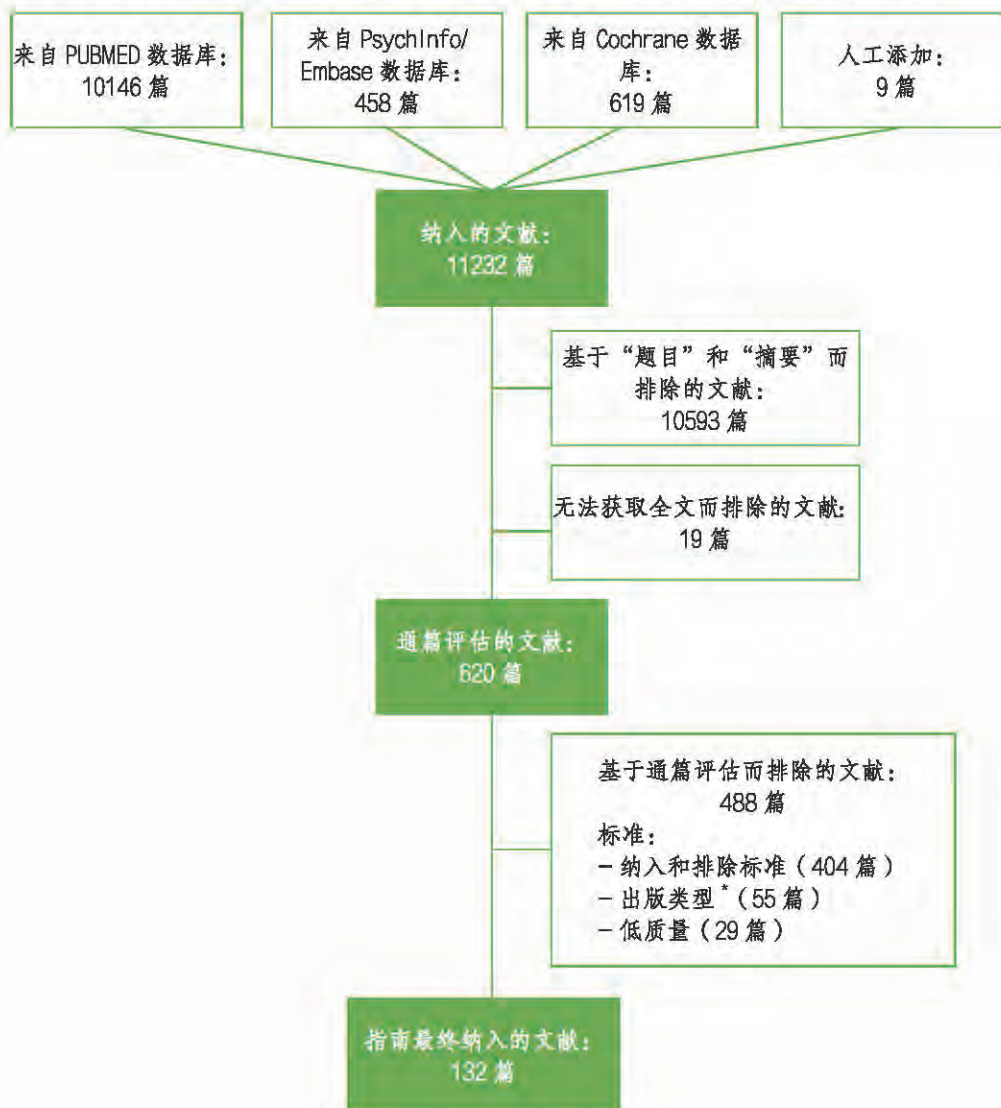 来自 PUBMED 数据库：
10146 篇
来自 PsychInfo/
Embase 数据库：
458 篇
来自 Cochrane 数据
库：
619 篇
人工添加：
9 篇
纳入的文献：
11232 篇
基于“题目”和“摘要”而
排除的文献：
10593 篇
无法获取全文而排除的文献：
19 篇
通篇评估的文献：
620 篇
基于通篇评估而排除的文献：
488 篇
标准：
– 纳入和排除标准（404 篇）
– 出版类型*（55 篇）
– 低质量（29 篇）
指南最终纳入的文献：
132 篇